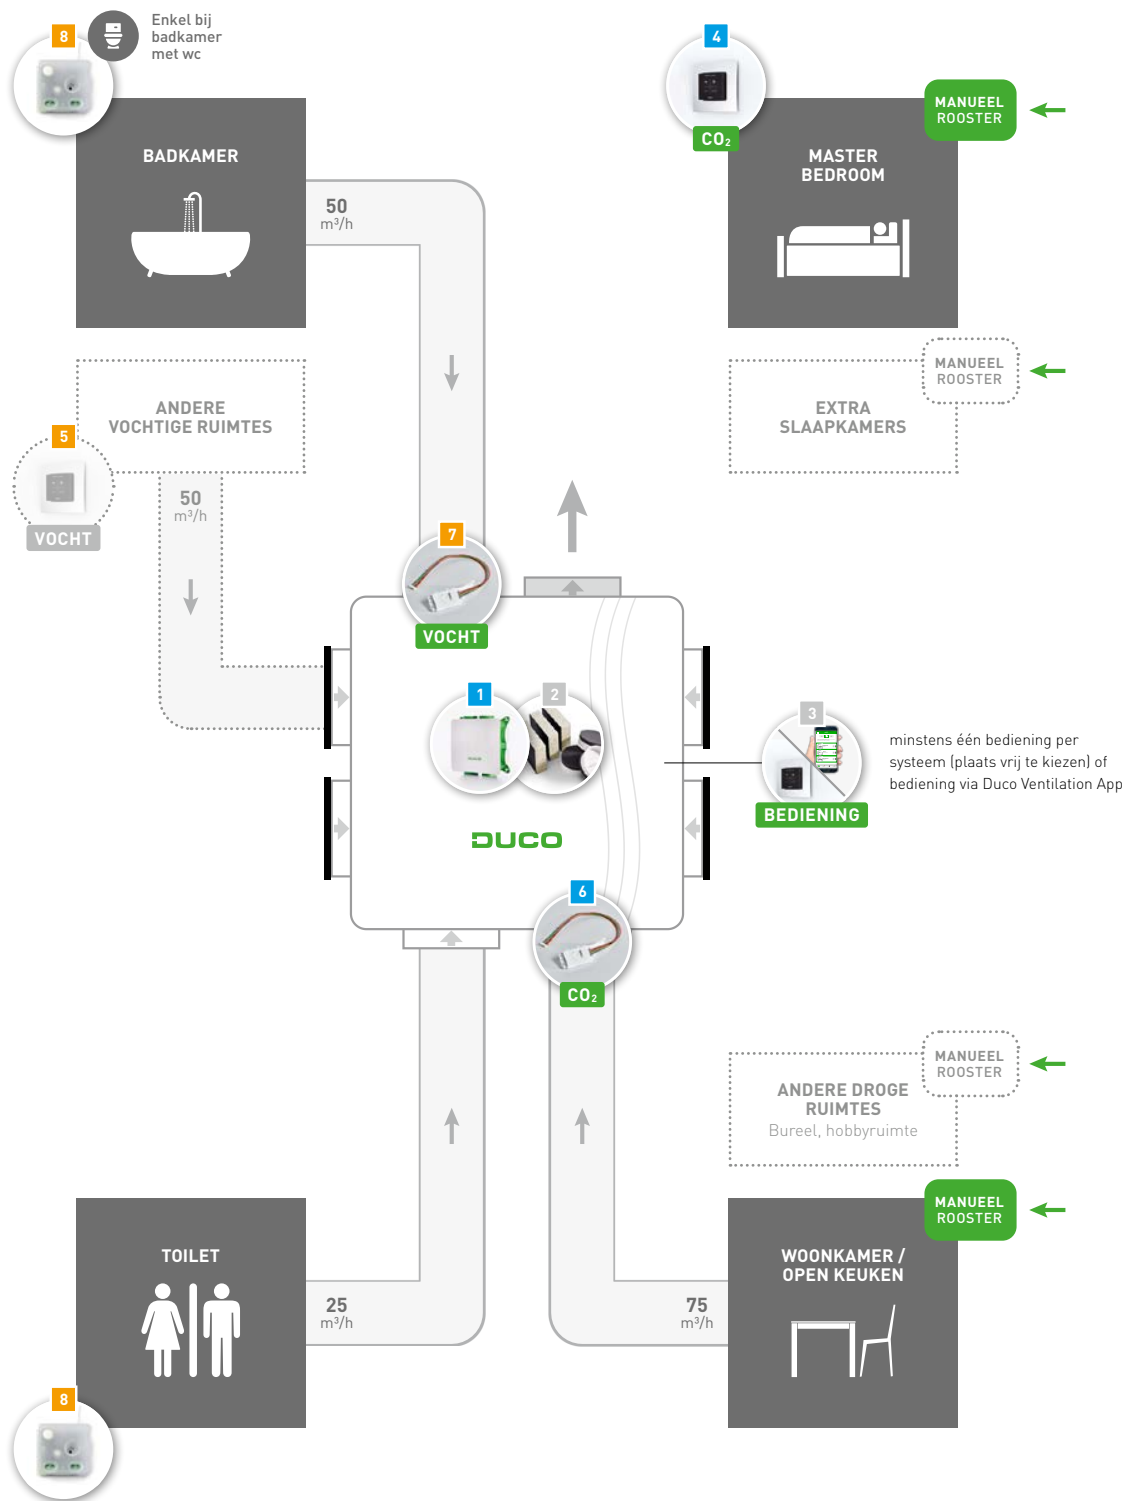 8
Enkel bij
badkamer
met wc
4
CO₂
MANUEEL
ROOSTER
BADKAMER
50
m³/h
MASTER
BEDROOM
ANDERE
VOCHTIGE RUIMTES
5
VOCHT
50
m³/h
MANUEEL
ROOSTER
EXTRA
SLAAPKAMERS
7
VOCHT
1
2
3
BEDIENING
minstens één bediening per
systeem (plaats vrij te kiezen) of
bediening via Duco Ventilation App
DUCO
6
CO₂
MANUEEL
ROOSTER
ANDERE DROGE
RUIMTES
Bureel, hobbyruimte
TOILET
25
m³/h
75
m³/h
MANUEEL
ROOSTER
WOONKAMER /
OPEN KEUKEN
8